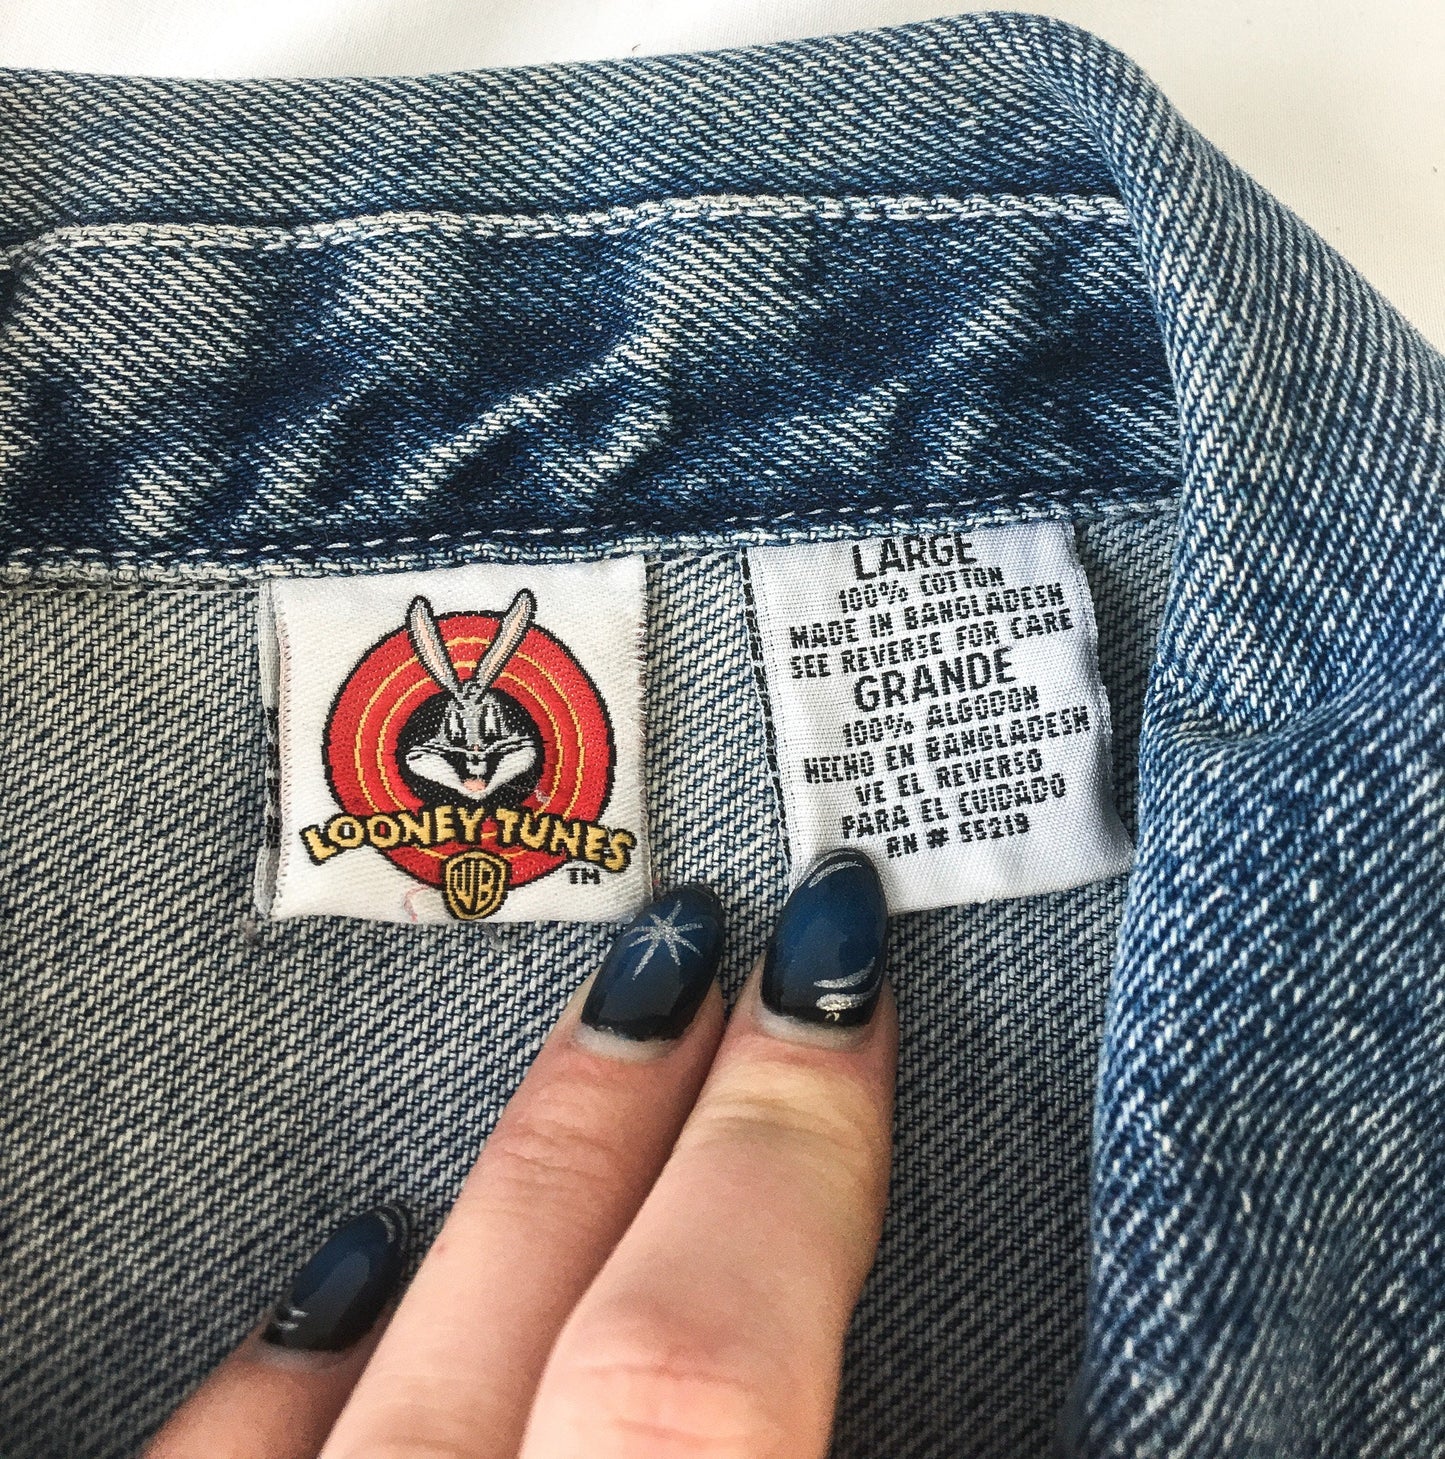 LOONEY TUNES
WB
TM
LARGE
100% COTTON
MADE IN BANGLADESH
SEE REVERSE FOR CARE
GRANDE
100% ALGODON
HECHO EN BANGLADESH
VE EL REVERSO
PARA EL CUIDADO
RN # 55219